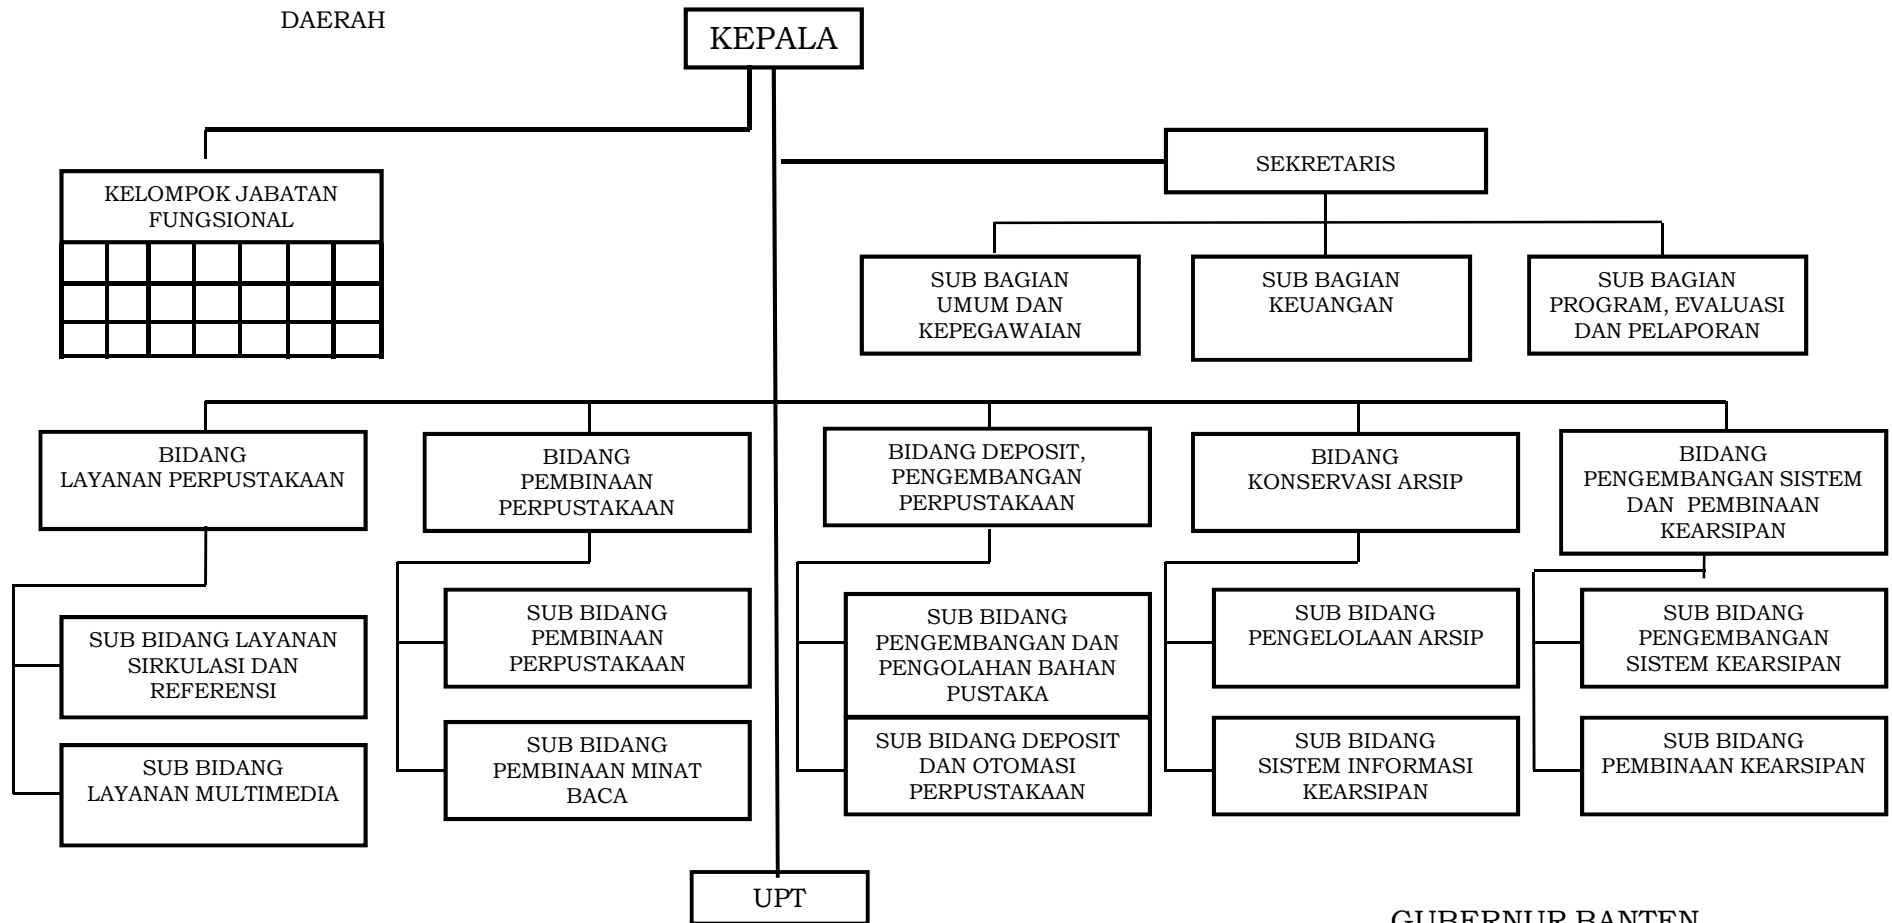 DAERAH
KEPALA
SEKRETARIS
KELOMPOK JABATAN
FUNGSIONAL
SUB BAGIAN
UMUM DAN
KEPEGAWAIAN
SUB BAGIAN
KEUANGAN
SUB BAGIAN
PROGRAM, EVALUASI
DAN PELAPORAN
BIDANG
LAYANAN PERPUSTAKAAN
BIDANG
PEMBINAAN
PERPUSTAKAAN
BIDANG DEPOSIT,
PENGEMBANGAN
PERPUSTAKAAN
BIDANG
KONSERVASI ARSIP
BIDANG
PENGEMBANGAN SISTEM
DAN PEMBINAAN
KEARSIPAN
SUB BIDANG LAYANAN
SIRKULASI DAN
REFERENSI
SUB BIDANG
PEMBINAAN
PERPUSTAKAAN
SUB BIDANG
PENGEMBANGAN DAN
PENGOLAHAN BAHAN
PUSTAKA
SUB BIDANG
PENGELOLAAN ARSIP
SUB BIDANG
PENGEMBANGAN
SISTEM KEARSIPAN
SUB BIDANG
LAYANAN MULTIMEDIA
SUB BIDANG
PEMBINAAN MINAT
BACA
SUB BIDANG DEPOSIT
DAN OTOMASI
PERPUSTAKAAN
SUB BIDANG
SISTEM INFORMASI
KEARSIPAN
SUB BIDANG
PEMBINAAN KEARSIPAN
UPT
GUBERNUR BANTEN